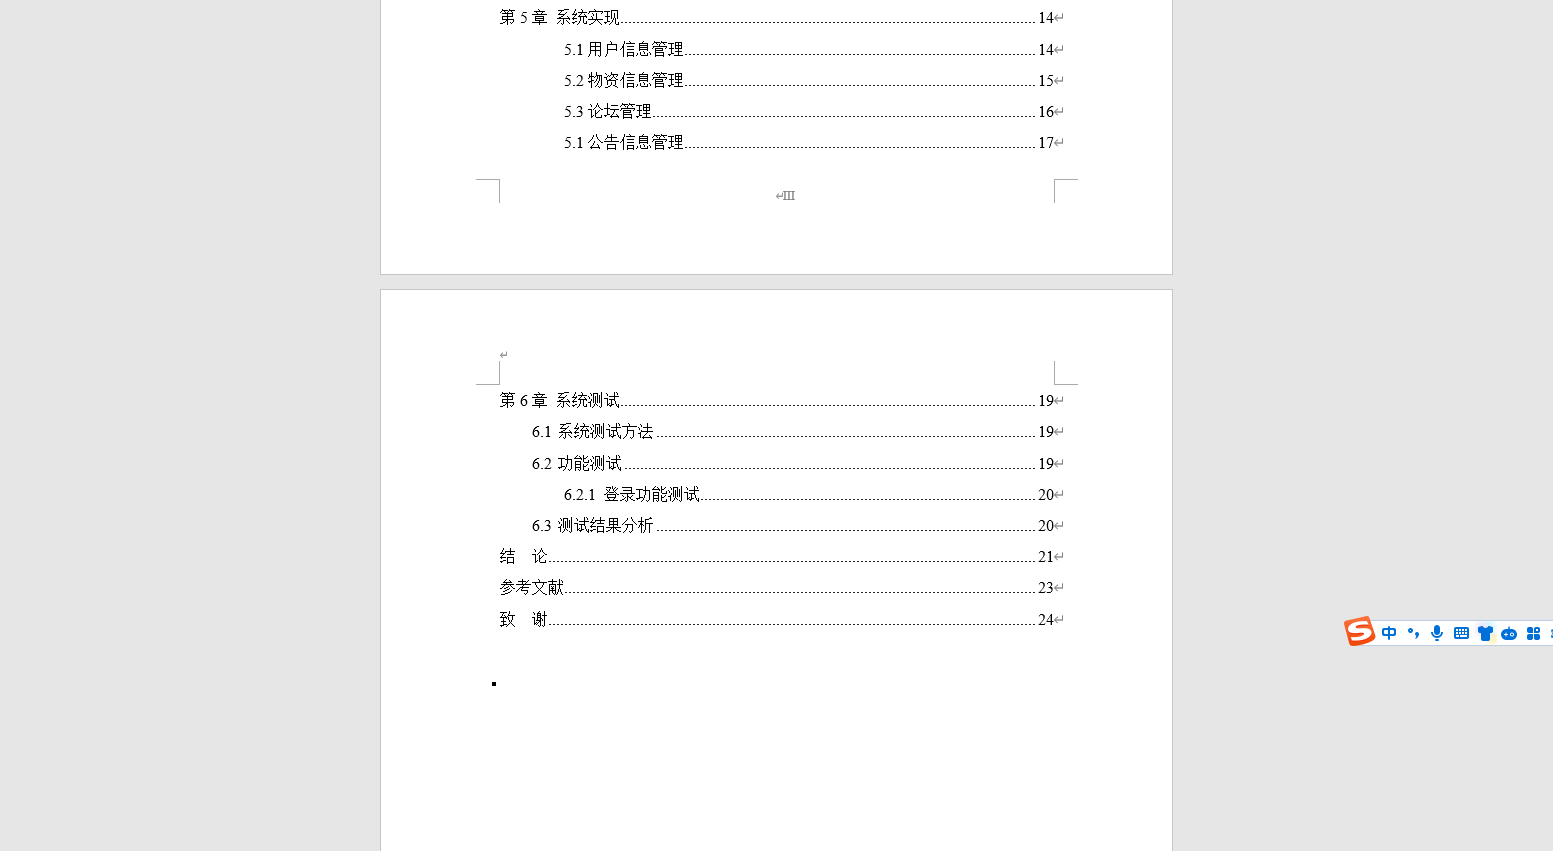 第 5 章 系统实现 14
5.1 用户信息管理 14
5.2 物资信息管理 15
5.3 论坛管理 16
5.1 公告信息管理 17
III
第 6 章 系统测试 19
6.1 系统测试方法 19
6.2 功能测试 19
6.2.1 登录功能测试 20
6.3 测试结果分析 20
结 论 21
参考文献 23
致 谢 24
中